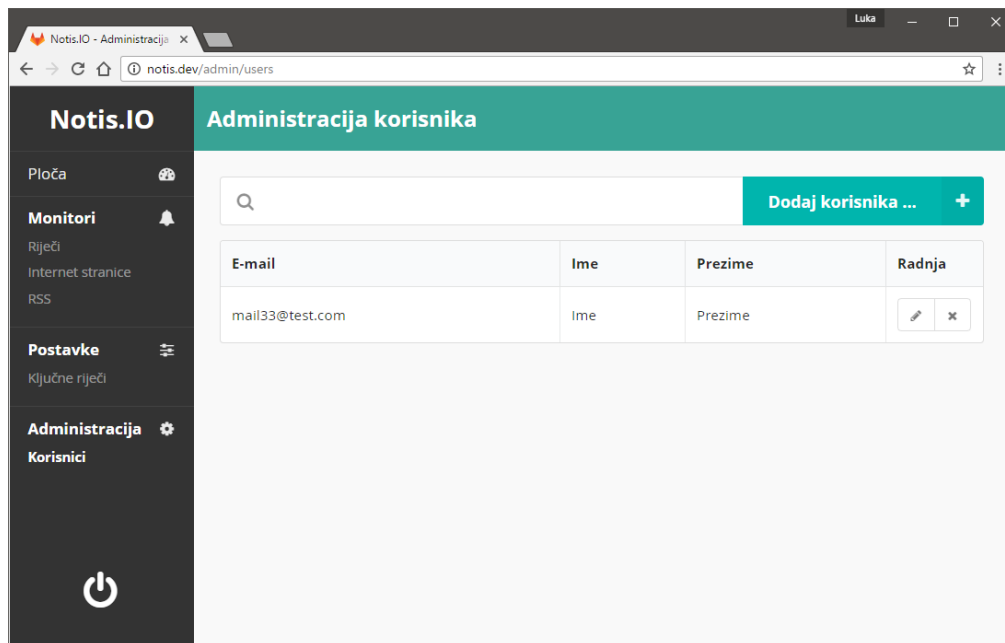 Luka
Notis.IO - Administracija
notis.dev/admin/users
Notis.IO
Administracija korisnika
Ploča
Monitori
Riječi
Internet stranice
RSS
Postavke
Ključne riječi
Administracija
Korisnici
Dodaj korisnika ...
E-mail Ime Prezime Radnja
mail33@test.com Ime Prezime